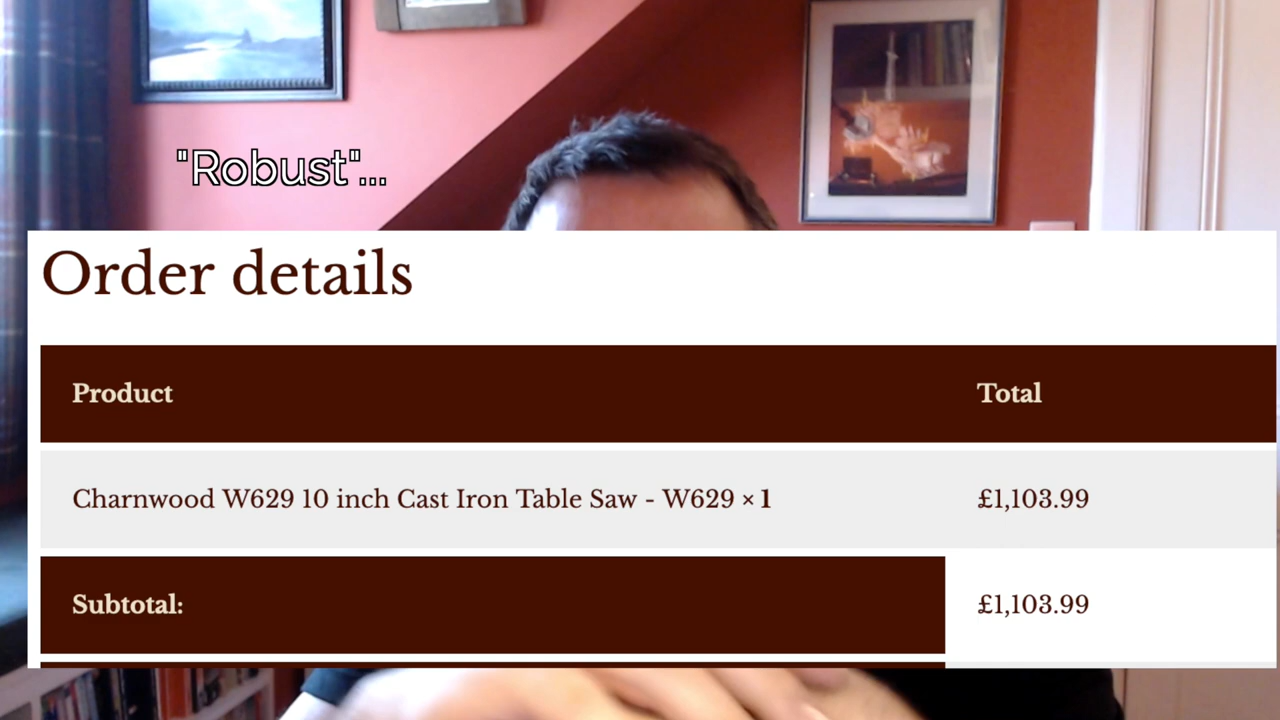 "Robust"...
Order details
Product Total
Charnwood W629 10 inch Cast Iron Table Saw - W629 × 1 £1,103.99
Subtotal: £1,103.99